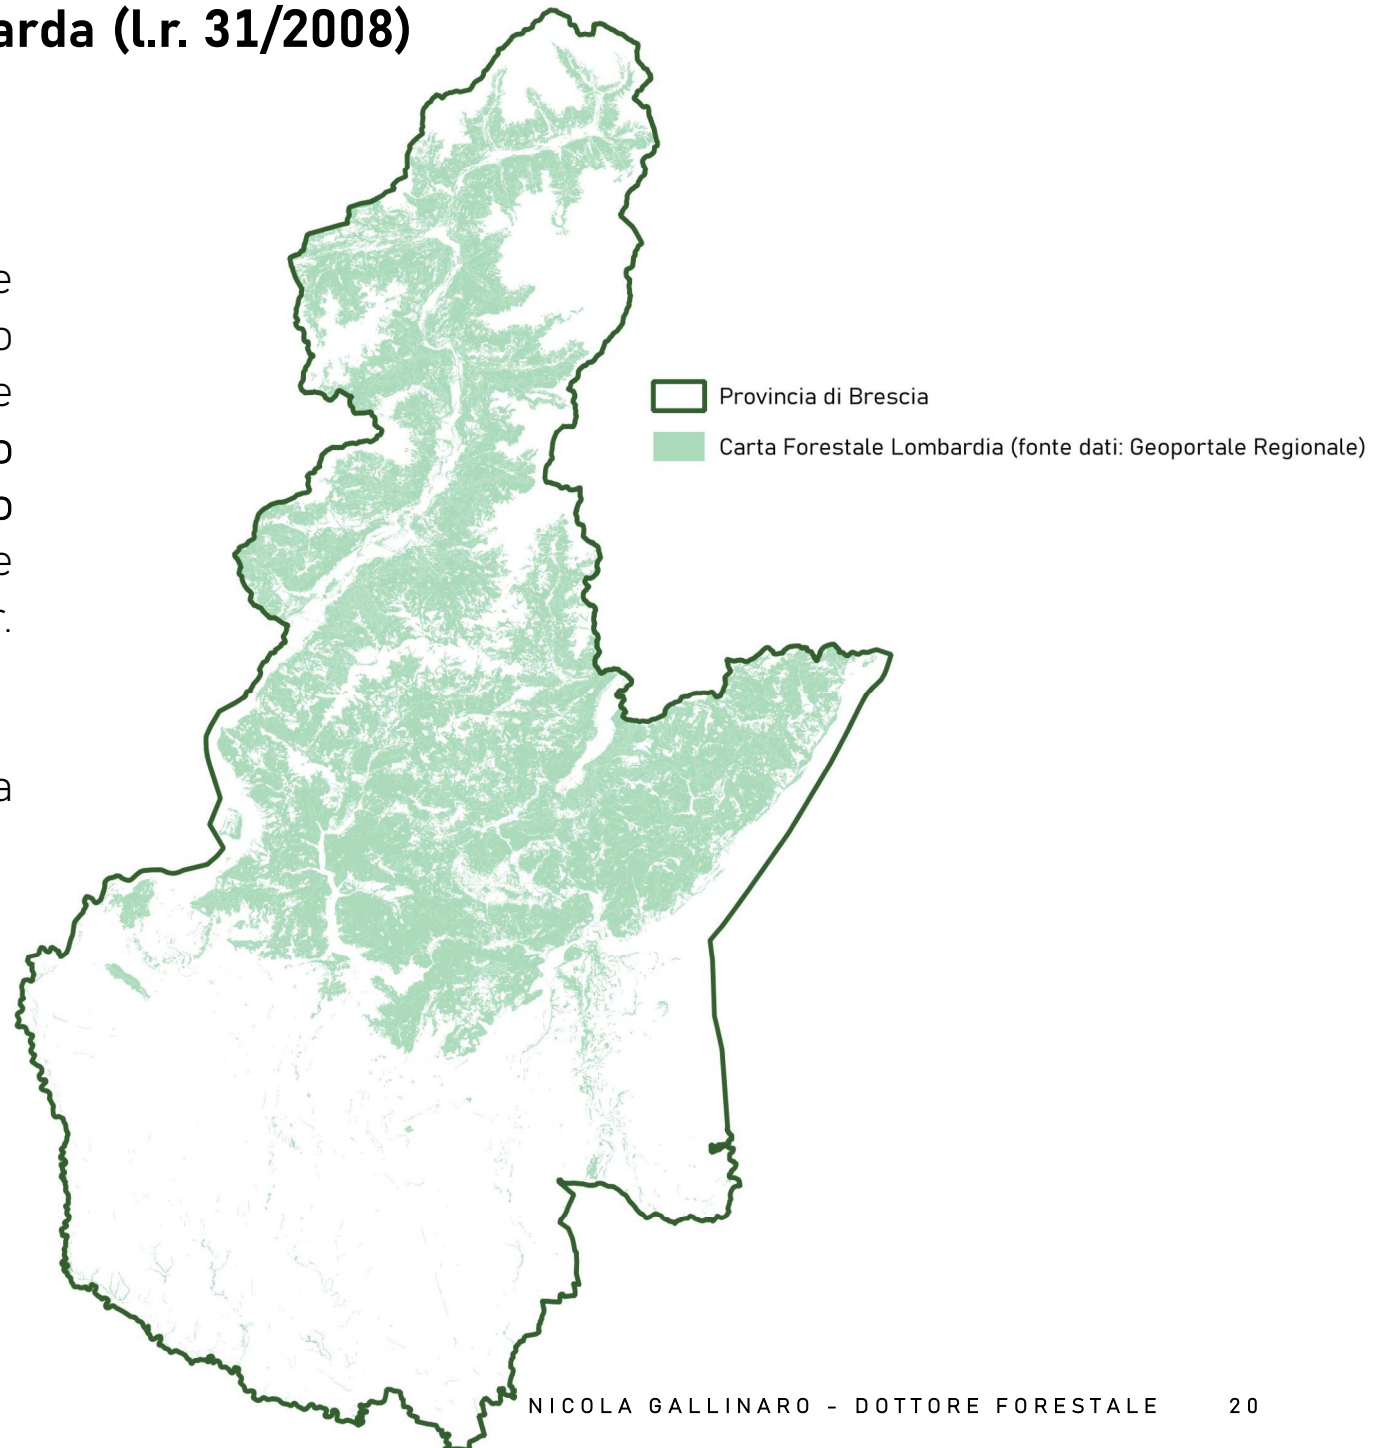 arda (l.r. 31/2008)
e
o
e
o
o
e
r.
a
Provincia di Brescia
Carta Forestale Lombardia (fonte dati: Geoportale Regionale)
NICOLA GALLINARO - DOTTORE FORESTALE 20